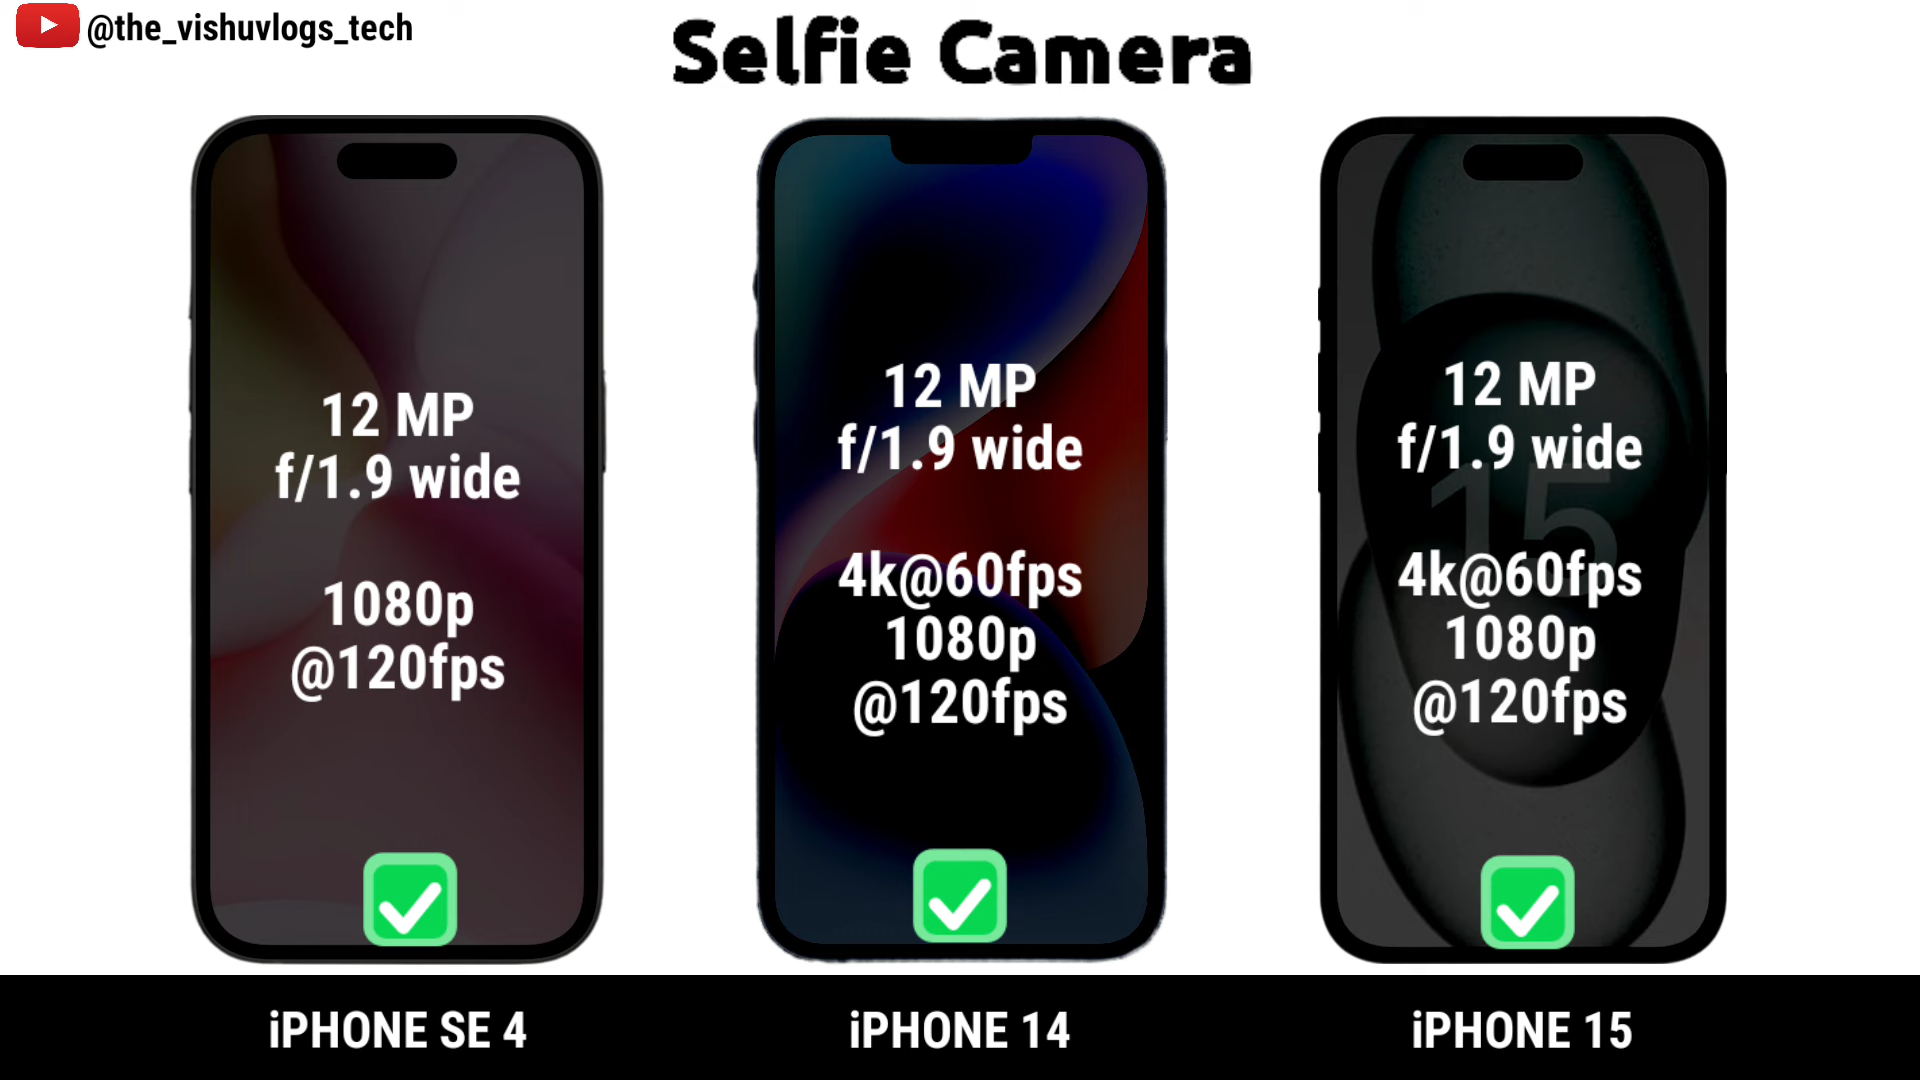 @the_vishuvlogs_tech
Selfie Camera
12 MP
f/1.9 wide
1080p
@120fps
12 MP
f/1.9 wide
4k@60fps
1080p
@120fps
15
12 MP
f/1.9 wide
4k@60fps
1080p
@120fps
iPHONE SE 4
iPHONE 14
iPHONE 15